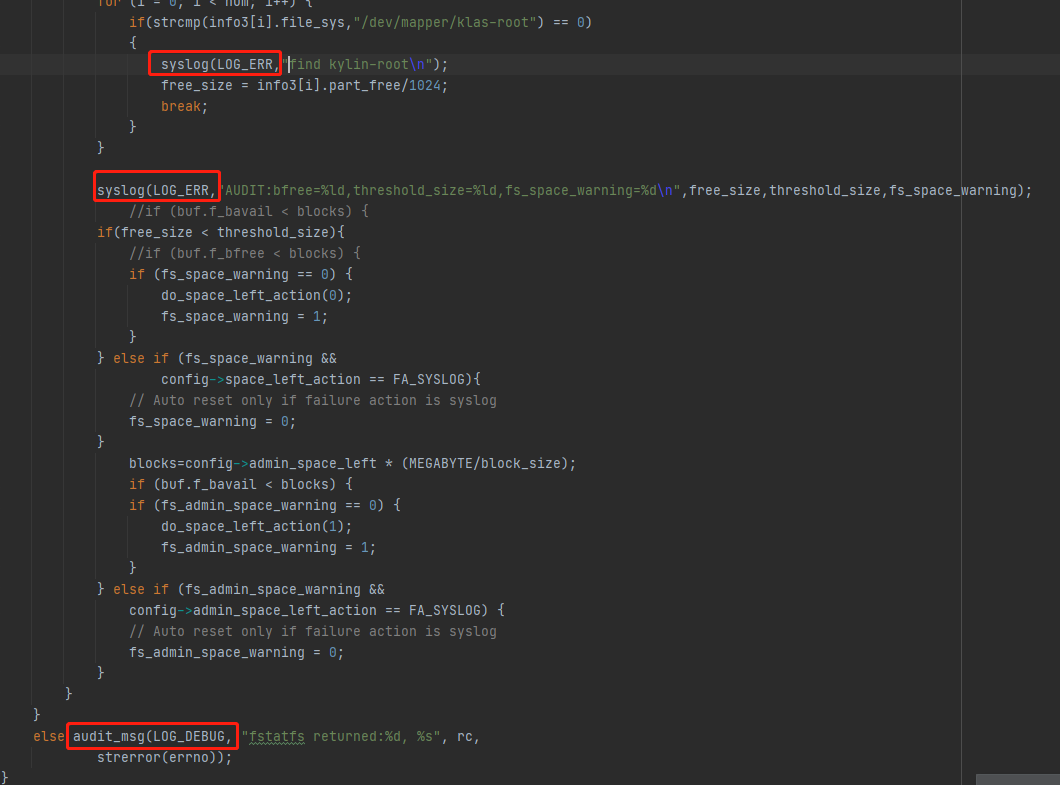 for (i = 0; i < num; i++) {
if(strcmp(info3[i].file_sys,"/dev/mapper/klas-root") == 0)
{
syslog(LOG_ERR,"find kylin-root\n");
free_size = info3[i].part_free/1024;
break;
}
}
syslog(LOG_ERR,"AUDIT:bfree=%ld,threshold_size=%ld,fs_space_warning=%d\n",free_size,threshold_size,fs_space_warning);
//if (buf.f_bavail < blocks) {
if(free_size < threshold_size){
//if (buf.f_bfree < blocks) {
if (fs_space_warning == 0) {
do_space_left_action(0);
fs_space_warning = 1;
}
} else if (fs_space_warning &&
config->space_left_action == FA_SYSLOG){
// Auto reset only if failure action is syslog
fs_space_warning = 0;
}
blocks=config->admin_space_left * (MEGABYTE/block_size);
if (buf.f_bavail < blocks) {
if (fs_admin_space_warning == 0) {
do_space_left_action(1);
fs_admin_space_warning = 1;
}
} else if (fs_admin_space_warning &&
config->admin_space_left_action == FA_SYSLOG) {
// Auto reset only if failure action is syslog
fs_admin_space_warning = 0;
}
}
}
else audit_msg(LOG_DEBUG, "fstatfs returned:%d, %s", rc,
strerror(errno));
}